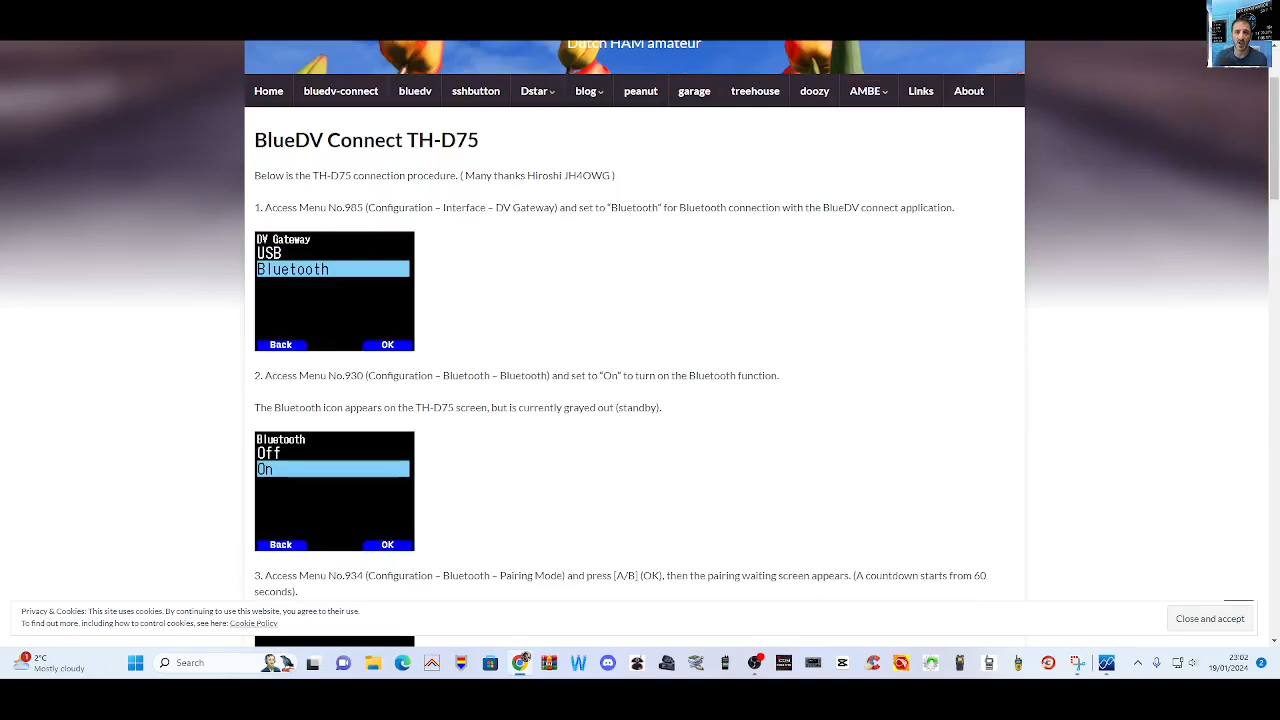 Dutch HAM amateur
Home bluedv-connect bluedv sshbutton Dstar blog peanut garage treehouse doozy AMBE Links About
BlueDV Connect TH-D75
Below is the TH-D75 connection procedure. ( Many thanks Hiroshi JH4OWG )
1. Access Menu No.985 (Configuration – Interface – DV Gateway) and set to “Bluetooth” for Bluetooth connection with the BlueDV connect application.
DV Gateway
USB
Bluetooth
Back OK
2. Access Menu No.930 (Configuration – Bluetooth – Bluetooth) and set to “On” to turn on the Bluetooth function.
The Bluetooth icon appears on the TH-D75 screen, but is currently grayed out (standby).
Bluetooth
Off
On
Back OK
3. Access Menu No.934 (Configuration – Bluetooth – Pairing Mode) and press [A/B] (OK), then the pairing waiting screen appears. (A countdown starts from 60
seconds).
Privacy & Cookies: This site uses cookies. By continuing to use this website, you agree to their use.
To find out more, including how to control cookies, see here: Cookie Policy
Close and accept
2°C
Mostly cloudy
Search
23:02
19/01/2024